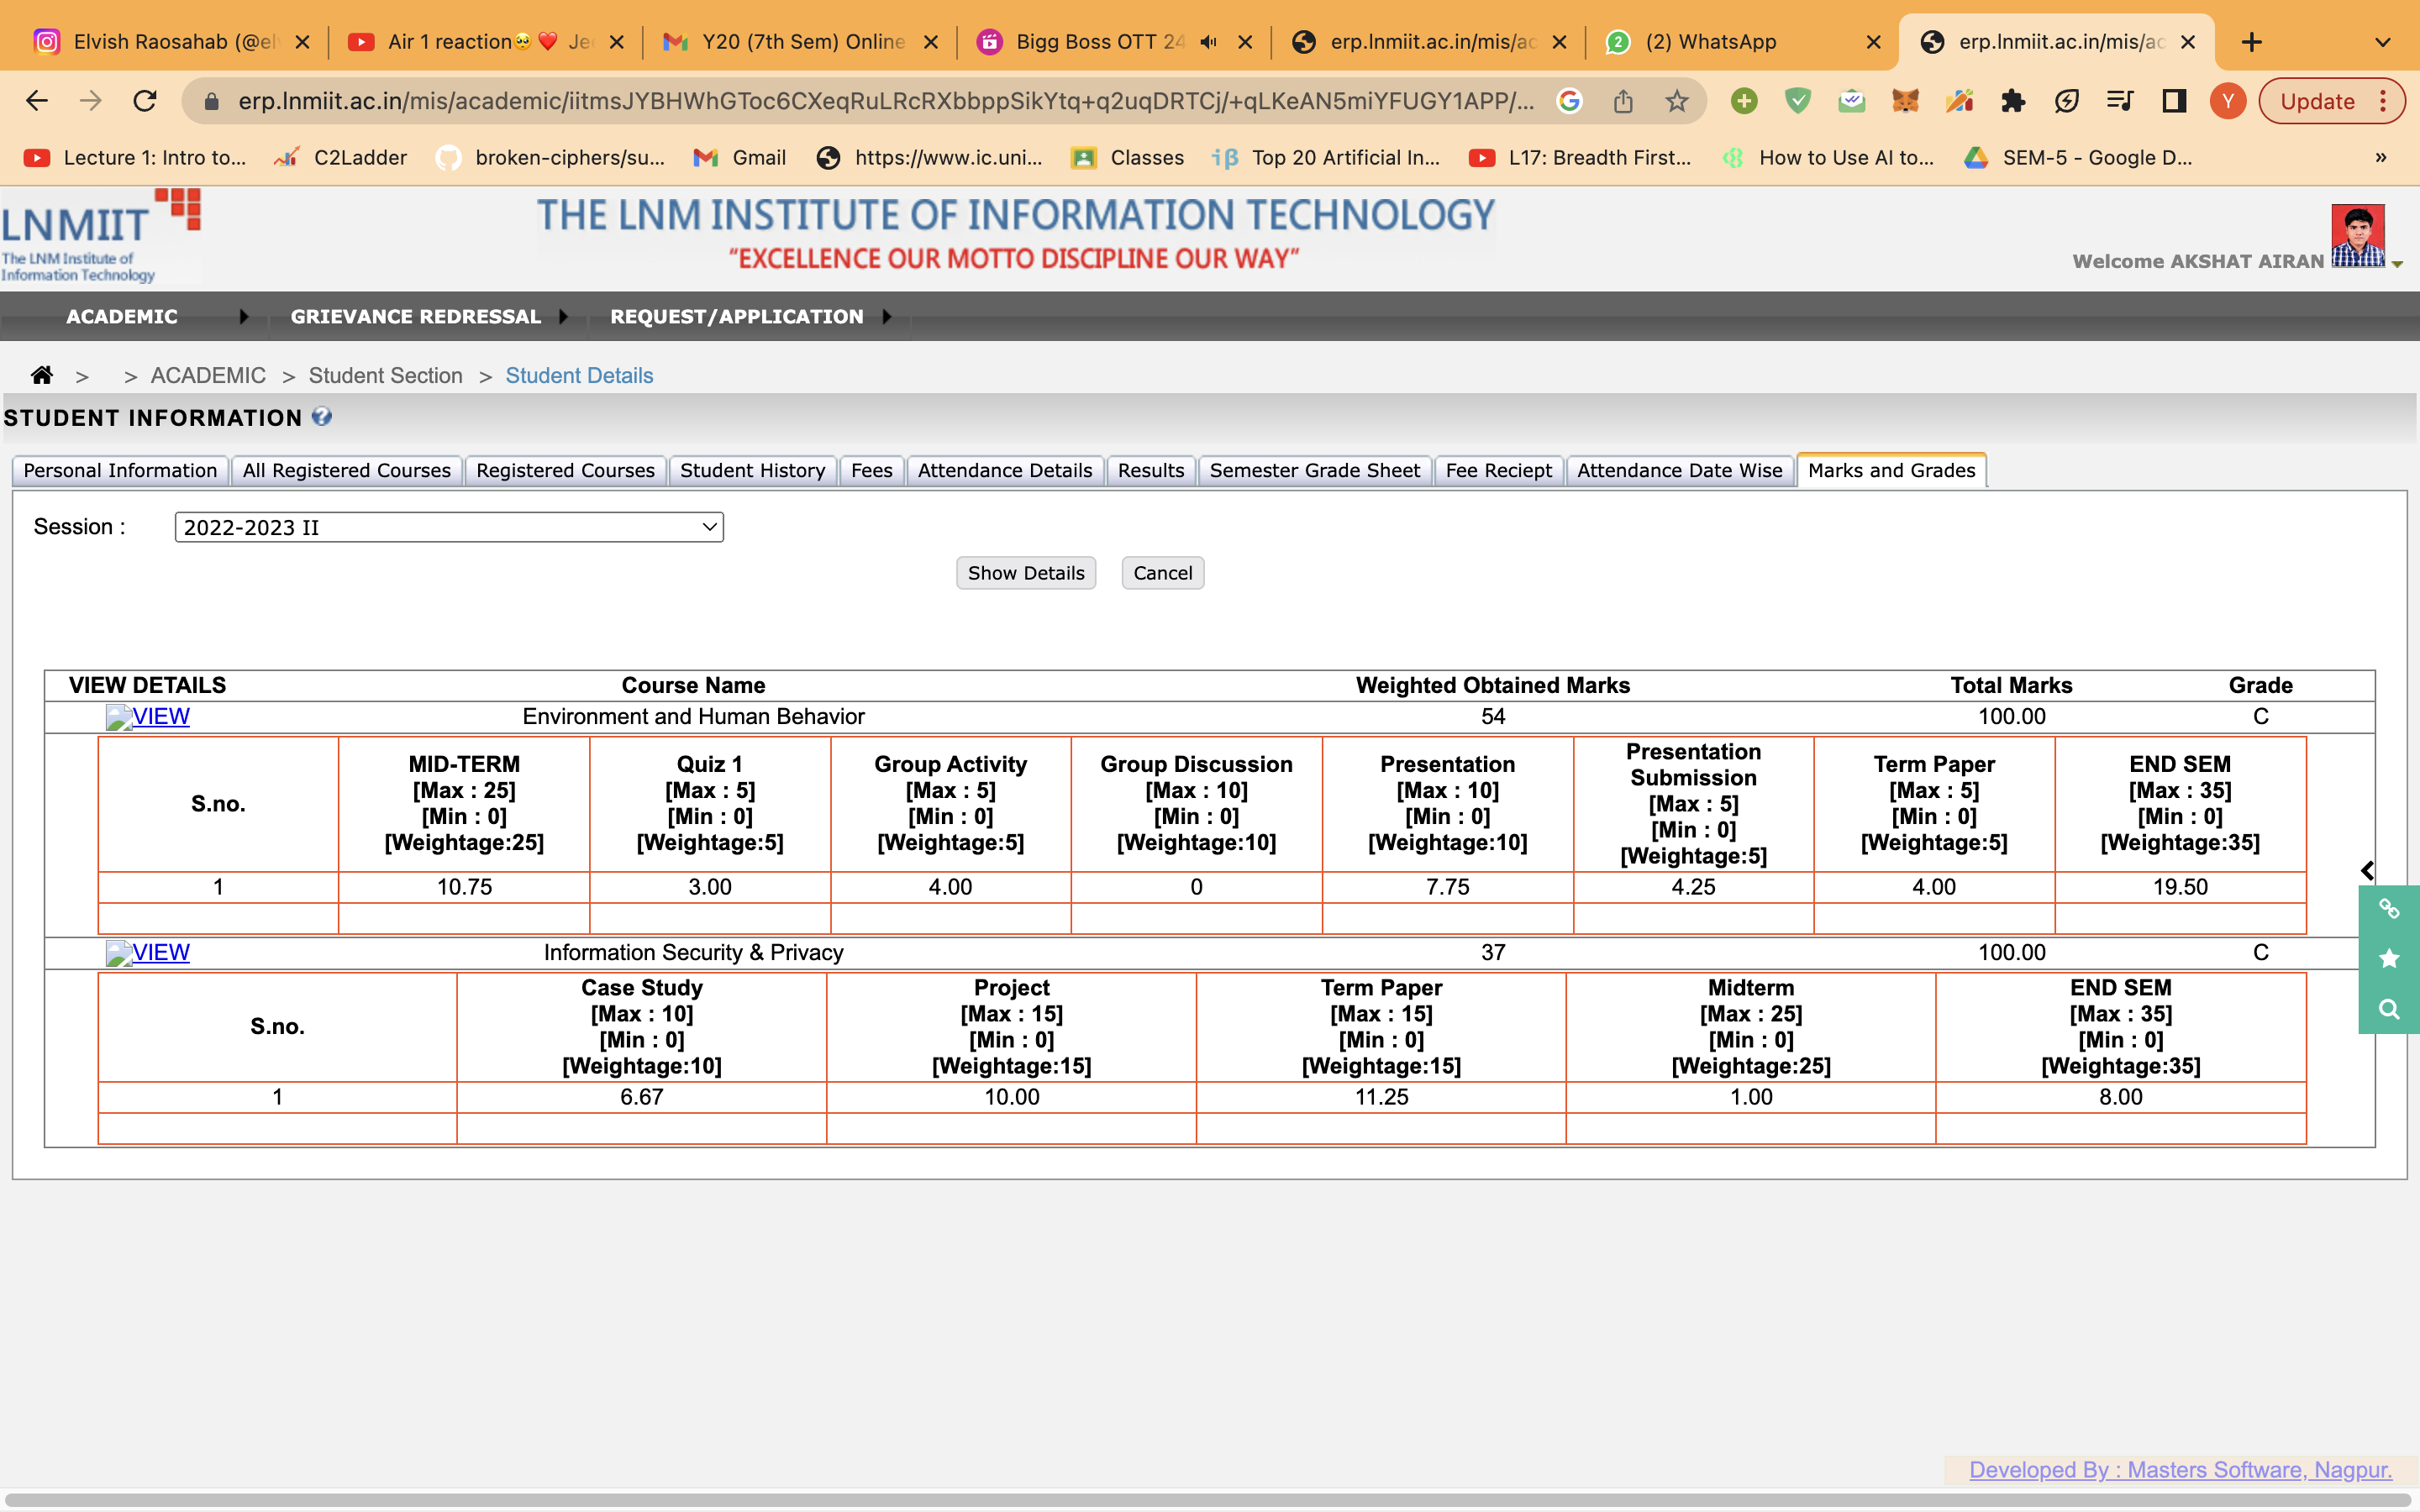 Elvish Raosahab (@el
Air 1 reaction🥺❤️ Je
Y20 (7th Sem) Online
Bigg Boss OTT 24
erp.lnmiit.ac.in/mis/ac
(2) WhatsApp
erp.lnmiit.ac.in/mis/ac
erp.lnmiit.ac.in/mis/academic/iitmsJYBHWhGToc6CXeqRuLRcRXbbppSikYtq+q2uqDRTCj/+qLKeAN5miYFUGY1APP/...
Y
Update
Lecture 1: Intro to...
C2Ladder
broken-ciphers/su...
Gmail
https://www.ic.uni...
Classes
Top 20 Artificial In...
L17: Breadth First...
How to Use AI to...
SEM-5 - Google D...
»
LNMIIT
The LNM Institute of
Information Technology
THE LNM INSTITUTE OF INFORMATION TECHNOLOGY
“EXCELLENCE OUR MOTTO DISCIPLINE OUR WAY”
Welcome AKSHAT AIRAN
ACADEMIC GRIEVANCE REDRESSAL REQUEST/APPLICATION
> > ACADEMIC > Student Section > Student Details
STUDENT INFORMATION
Personal Information All Registered Courses Registered Courses Student History Fees Attendance Details Results Semester Grade Sheet Fee Reciept Attendance Date Wise Marks and Grades
Session : 2022-2023 II
Show Details Cancel
VIEW DETAILS Course Name Weighted Obtained Marks Total Marks Grade
VIEW Environment and Human Behavior 54 100.00 C
S.no.
MID-TERM
[Max : 25]
[Min : 0]
[Weightage:25]
Quiz 1
[Max : 5]
[Min : 0]
[Weightage:5]
Group Activity
[Max : 5]
[Min : 0]
[Weightage:5]
Group Discussion
[Max : 10]
[Min : 0]
[Weightage:10]
Presentation
[Max : 10]
[Min : 0]
[Weightage:10]
Presentation
Submission
[Max : 5]
[Min : 0]
[Weightage:5]
Term Paper
[Max : 5]
[Min : 0]
[Weightage:5]
END SEM
[Max : 35]
[Min : 0]
[Weightage:35]
1 10.75 3.00 4.00 0 7.75 4.25 4.00 19.50
VIEW Information Security & Privacy 37 100.00 C
S.no.
Case Study
[Max : 10]
[Min : 0]
[Weightage:10]
Project
[Max : 15]
[Min : 0]
[Weightage:15]
Term Paper
[Max : 15]
[Min : 0]
[Weightage:15]
Midterm
[Max : 25]
[Min : 0]
[Weightage:25]
END SEM
[Max : 35]
[Min : 0]
[Weightage:35]
1 6.67 10.00 11.25 1.00 8.00
Developed By : Masters Software, Nagpur.